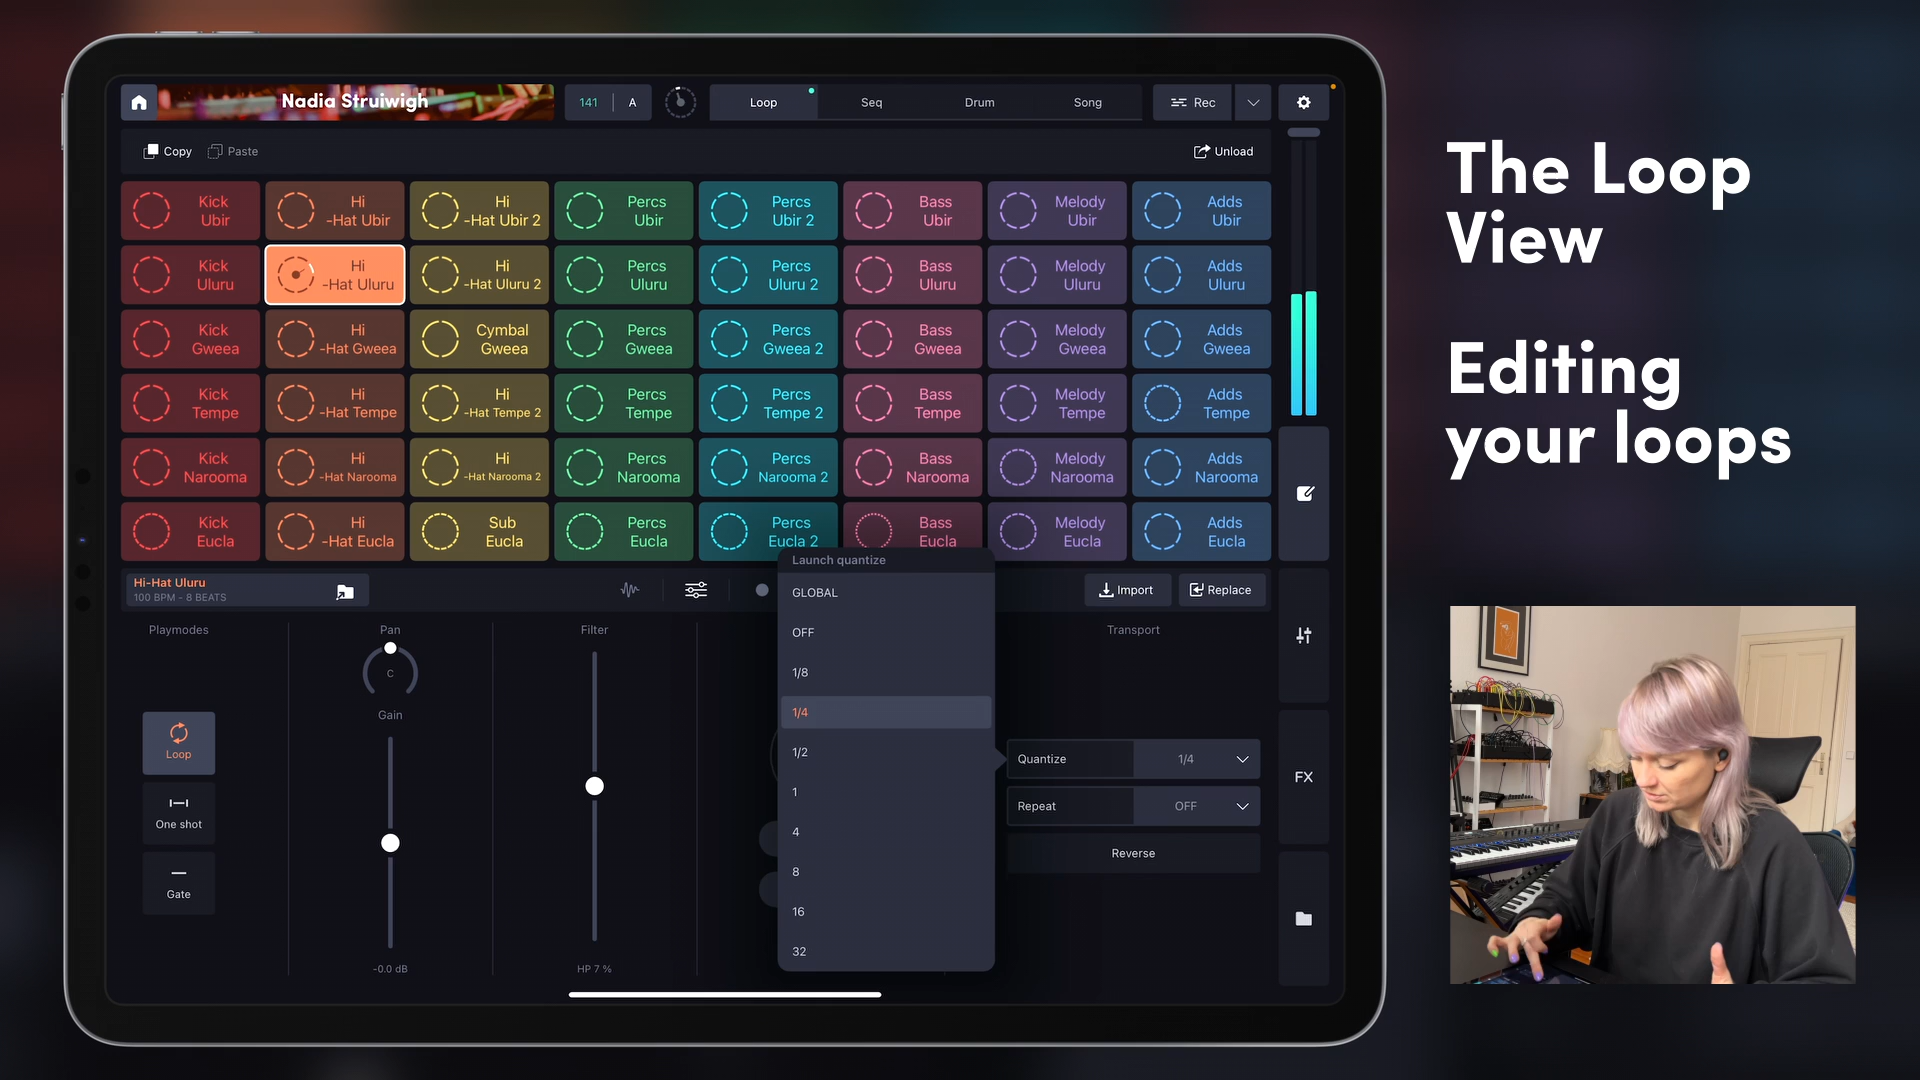 Nadia Struiwigh
141 A
Loop Seq Drum Song
Rec
Copy Paste
Unload
Kick Ubir
Hi -Hat Ubir
Hi -Hat Ubir 2
Percs Ubir
Percs Ubir 2
Bass Ubir
Melody Ubir
Adds Ubir
Kick Uluru
Hi -Hat Uluru
Hi -Hat Uluru 2
Percs Uluru
Percs Uluru 2
Bass Uluru
Melody Uluru
Adds Uluru
Kick Gweea
Hi -Hat Gweea
Cymbal Gweea
Percs Gweea
Percs Gweea 2
Bass Gweea
Melody Gweea
Adds Gweea
Kick Tempe
Hi -Hat Tempe
Hi -Hat Tempe 2
Percs Tempe
Percs Tempe 2
Bass Tempe
Melody Tempe
Adds Tempe
Kick Narooma
Hi -Hat Narooma
Hi -Hat Narooma 2
Percs Narooma
Percs Narooma 2
Bass Narooma
Melody Narooma
Adds Narooma
Kick Eucla
Hi -Hat Eucla
Sub Eucla
Percs Eucla
Percs Eucla 2
Bass Eucla
Melody Eucla
Adds Eucla
Hi-Hat Uluru
100 BPM - 8 BEATS
Import
Replace
Playmodes
Loop
One shot
Gate
Pan
C
Gain
-0.0 dB
Filter
HP 7 %
Launch quantize
GLOBAL
OFF
1/8
1/4
1/2
1
4
8
16
32
Transport
Quantize 1/4
Repeat OFF
Reverse
FX
The Loop
View
Editing
your loops